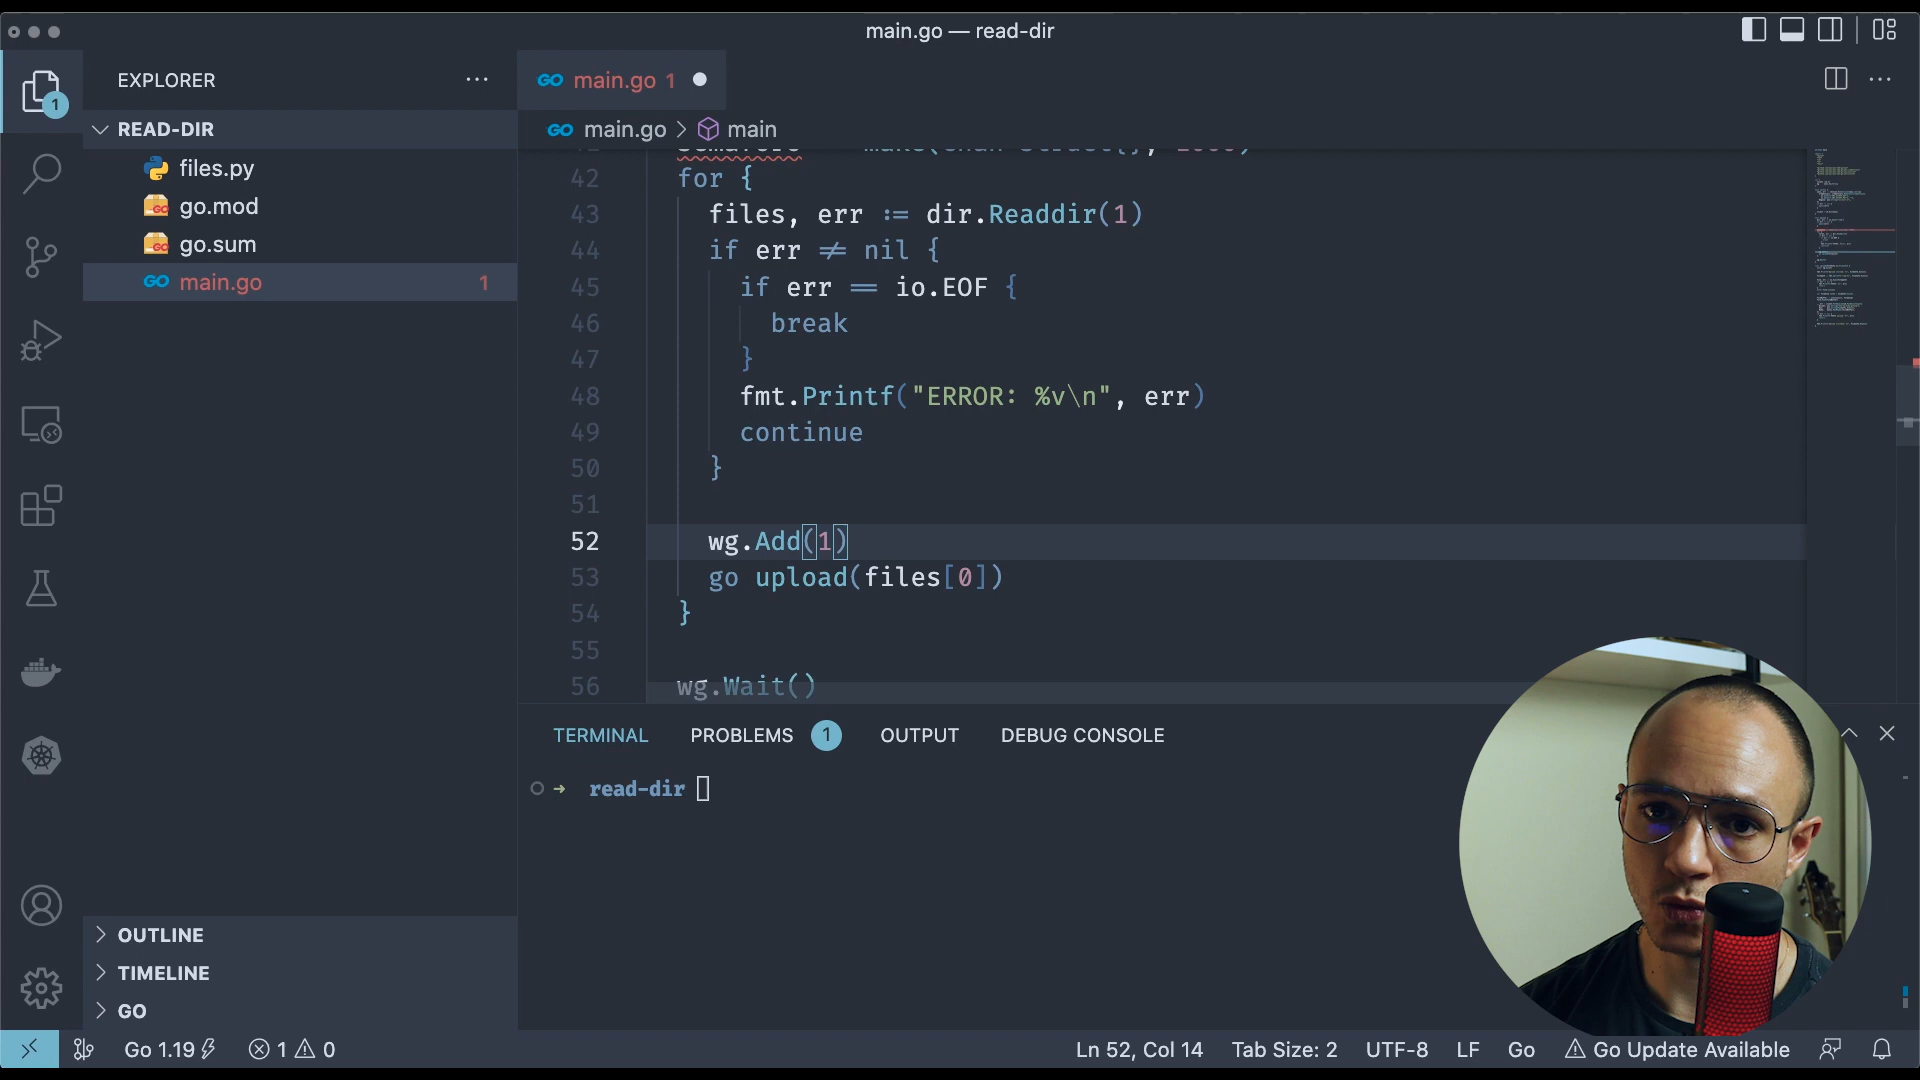 main.go — read-dir
EXPLORER
1
READ-DIR
files.py
go.mod
go.sum
main.go 1
OUTLINE
TIMELINE
GO
GO main.go 1
GO main.go > main
42 for {
43 files, err := dir.Readdir(1)
44 if err != nil {
45 if err == io.EOF {
46 break
47 }
48 fmt.Printf("ERROR: %v\n", err)
49 continue
50 }
51
52 wg.Add(1)
53 go upload(files[0])
54 }
55
56 wg.Wait()
TERMINAL PROBLEMS 1 OUTPUT DEBUG CONSOLE
read-dir
Go 1.19 1 0 Ln 52, Col 14 Tab Size: 2 UTF-8 LF Go Go Update Available